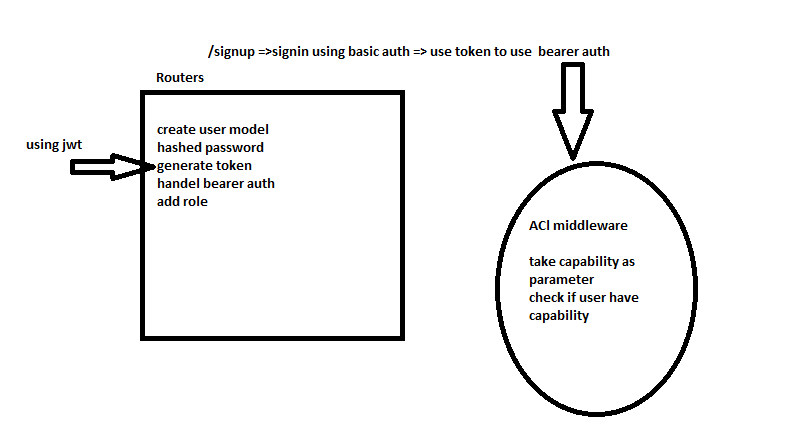 /signup =>signin using basic auth => use token to use bearer auth
Routers
create user model
hashed password
using jwt
generate token
handel bearer auth
add role
ACl middleware
take capability as
parameter
check if user have
capability